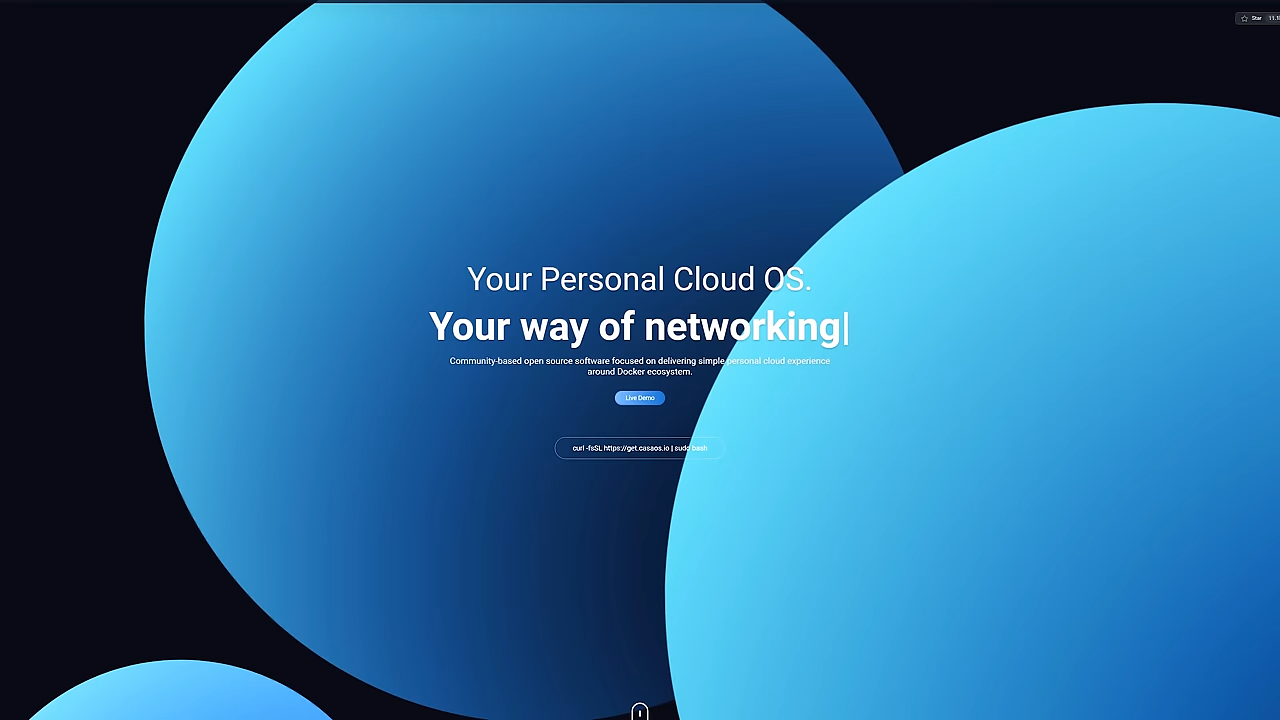 Star
Your Personal Cloud OS.
Your way of networking|
Community-based open source software focused on delivering simple personal cloud experience
around Docker ecosystem.
Live Demo
curl -fsSL https://get.casaos.io | sudo bash